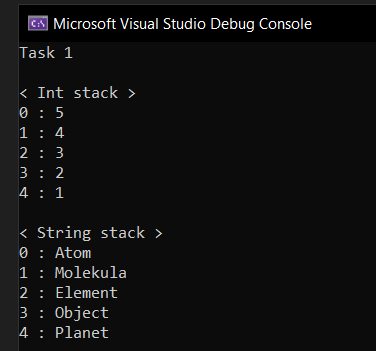 C:\ Microsoft Visual Studio Debug Console
Task 1
< Int stack >
0 : 5
1 : 4
2 : 3
3 : 2
4 : 1
< String stack >
0 : Atom
1 : Molekula
2 : Element
3 : Object
4 : Planet